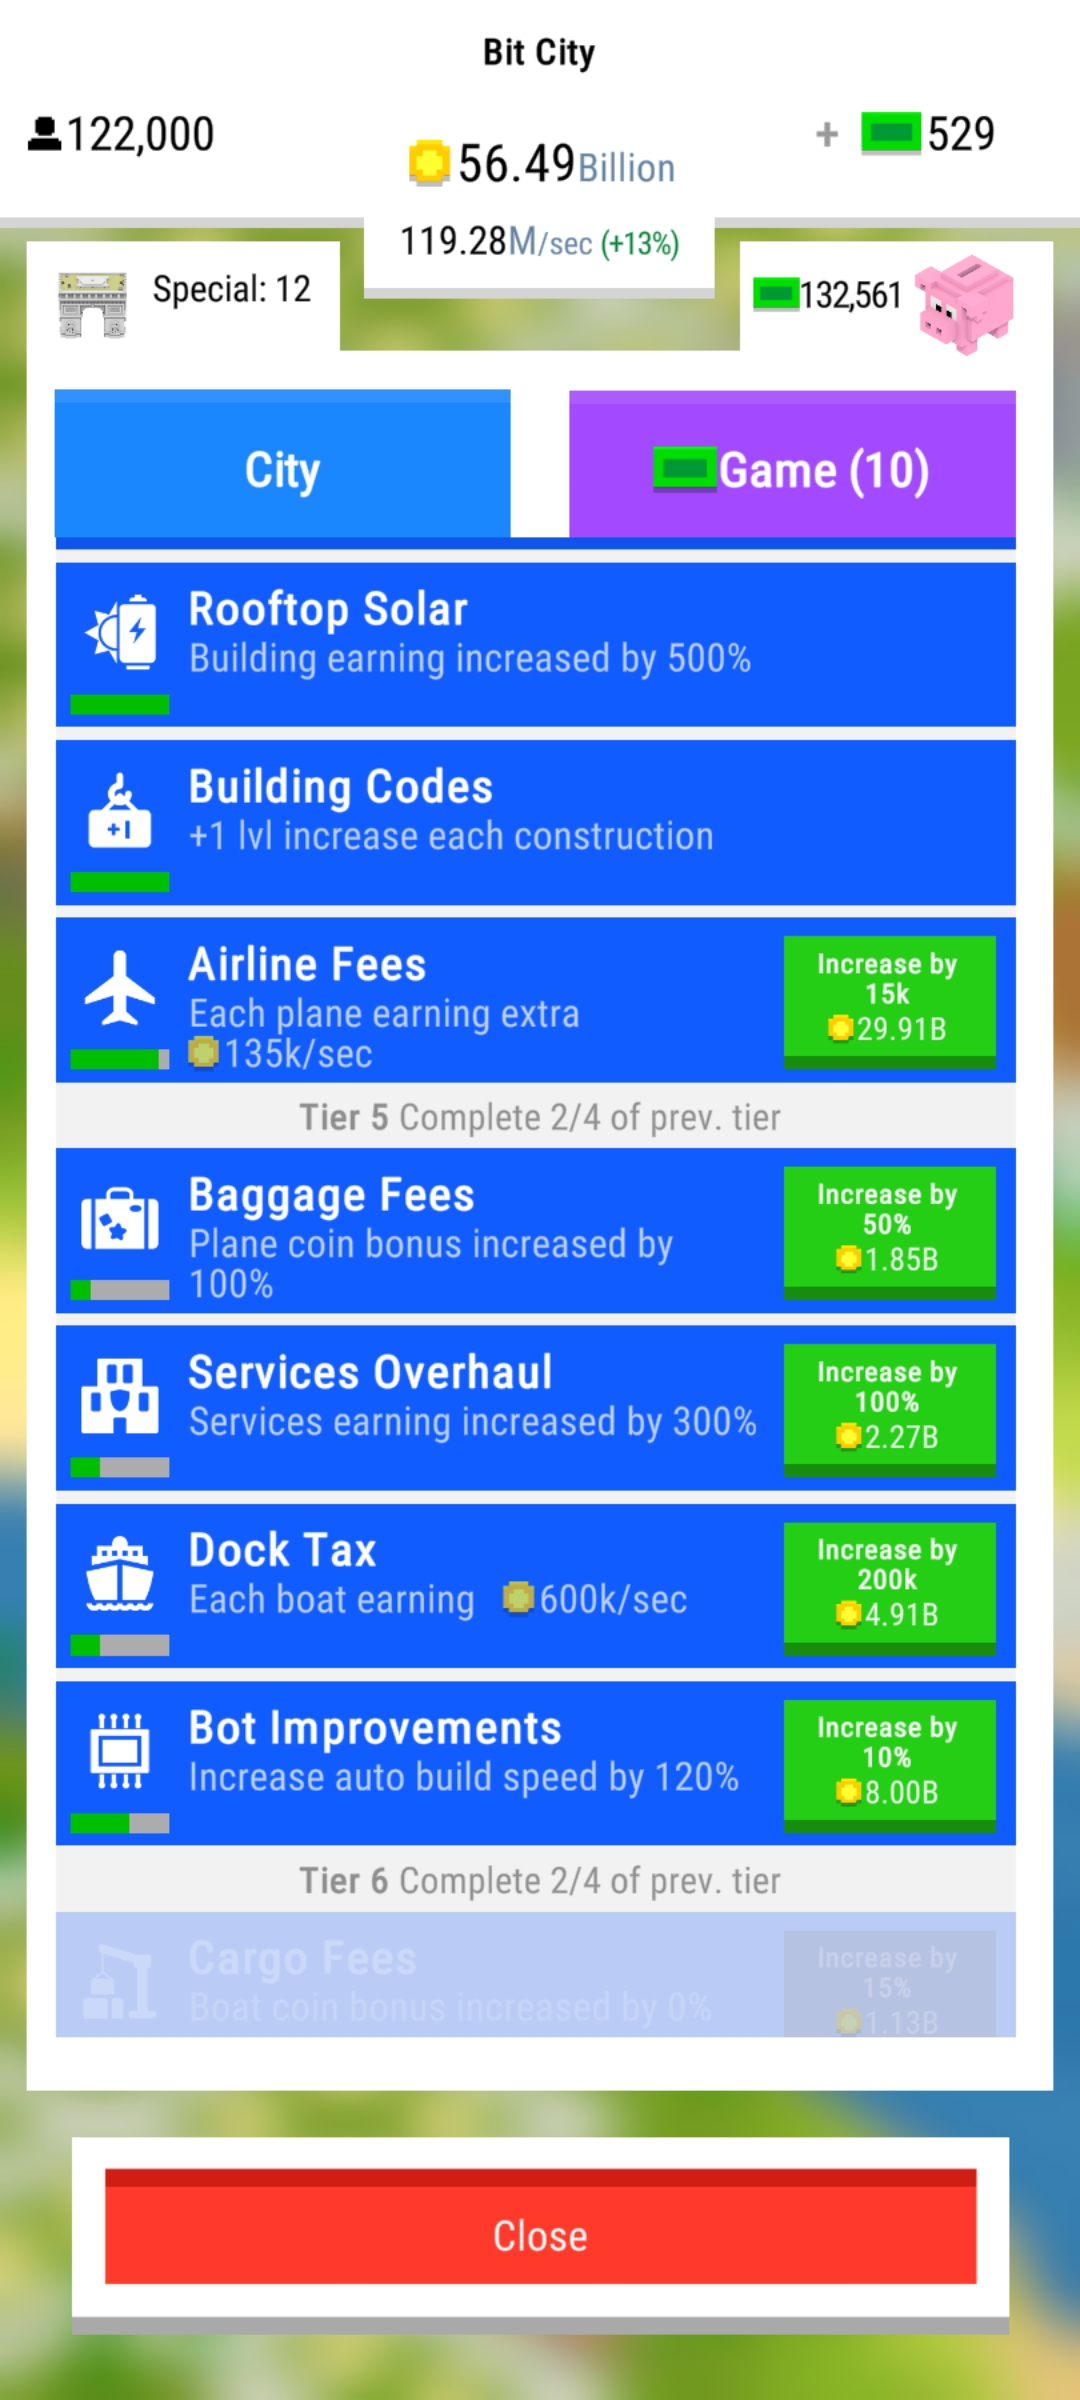 Bit City
122,000
56.49Billion
+ 529
119.28M/sec (+13%)
Special: 12
132,561
City
Game (10)
Rooftop Solar
Building earning increased by 500%
Building Codes
+1 lvl increase each construction
Airline Fees
Each plane earning extra
135k/sec
Increase by
15k
29.91B
Tier 5 Complete 2/4 of prev. tier
Baggage Fees
Plane coin bonus increased by
100%
Increase by
50%
1.85B
Services Overhaul
Services earning increased by 300%
Increase by
100%
2.27B
Dock Tax
Each boat earning 600k/sec
Increase by
200k
4.91B
Bot Improvements
Increase auto build speed by 120%
Increase by
10%
8.00B
Tier 6 Complete 2/4 of prev. tier
Cargo Fees
Boat coin bonus increased by 0%
Increase by
15%
1.13B
Close